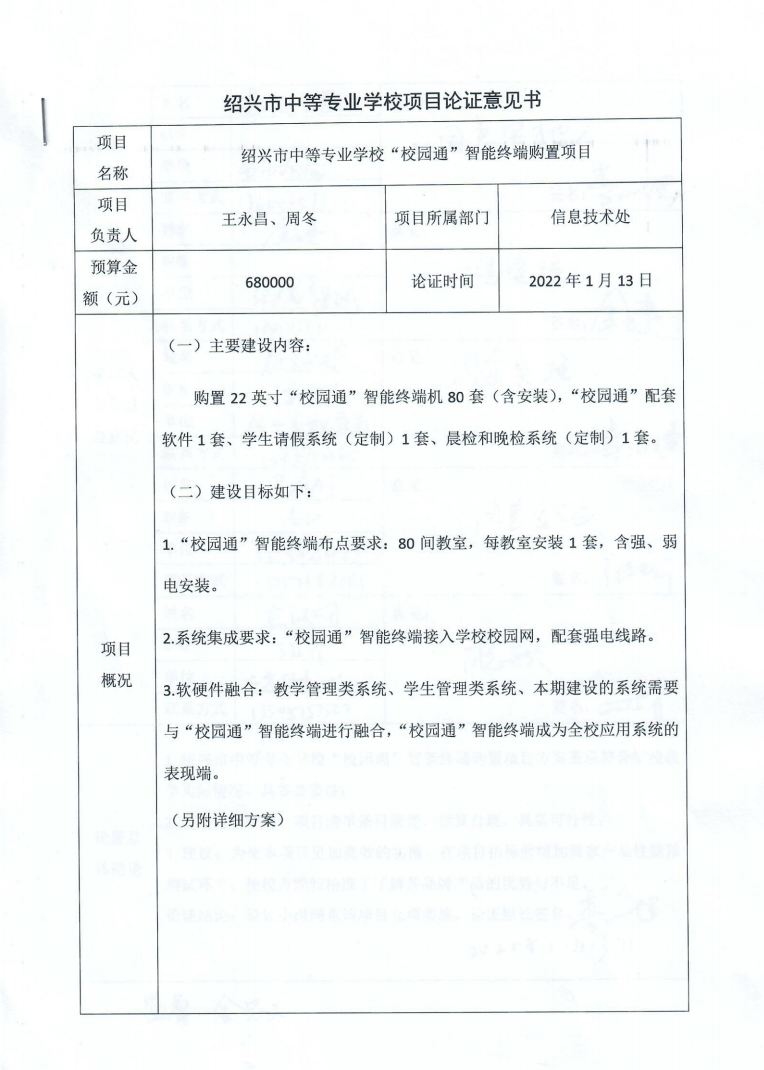 绍兴市中等专业学校项目论证意见书
项目
名称
绍兴市中等专业学校“校园通”智能终端购置项目
项目
负责人
王永昌、周冬
项目所属部门
信息技术处
预算金
额（元）
680000
论证时间
2022 年 1 月 13 日
项目
概况
（一）主要建设内容：
购置 22 英寸“校园通”智能终端机 80 套（含安装），“校园通”配套
软件 1 套、学生请假系统（定制）1 套、晨检和晚检系统（定制）1 套。
（二）建设目标如下：
1.“校园通”智能终端布点要求：80 间教室，每教室安装 1 套，含强、弱
电安装。
2.系统集成要求：“校园通”智能终端接入学校校园网，配套强电线路。
3.软硬件融合：教学管理类系统、学生管理类系统、本期建设的系统需要
与“校园通”智能终端进行融合，“校园通”智能终端成为全校应用系统的
表现端。
（另附详细方案）